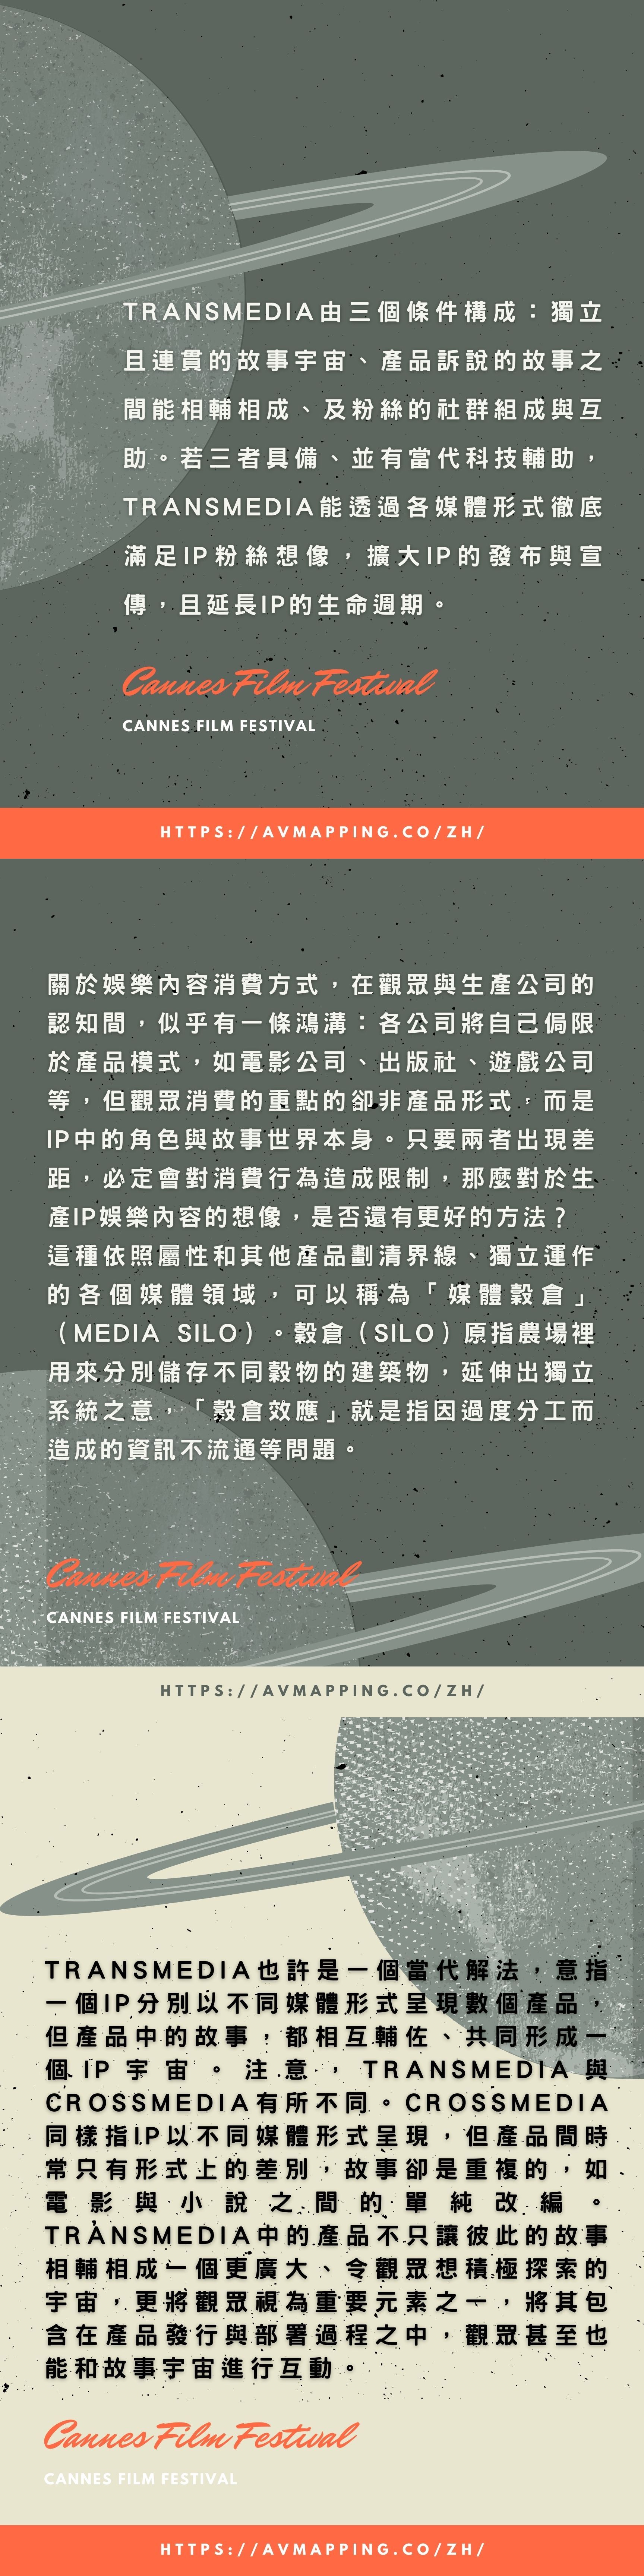 TRANSMEDIA由三個條件構成：獨立
且連貫的故事宇宙、產品訴說的故事之
間能相輔相成、及粉絲的社群組成與互
助。若三者具備、並有當代科技輔助，
TRANSMEDIA能透過各媒體形式徹底
滿足IP粉絲想像，擴大IP的發布與宣
傳，且延長IP的生命週期。
Cannes Film Festival
CANNES FILM FESTIVAL
HTTPS://AVMAPPING.CO/ZH/
關於娛樂內容消費方式，在觀眾與生產公司的
認知間，似乎有一條鴻溝：各公司將自己侷限
於產品模式，如電影公司、出版社、遊戲公司
等，但觀眾消費的重點的卻非產品形式，而是
IP中的角色與故事世界本身。只要兩者出現差
距，必定會對消費行為造成限制，那麼對於生
產IP娛樂內容的想像，是否還有更好的方法？
這種依照屬性和其他產品劃清界線、獨立運作
的各個媒體領域，可以稱為「媒體穀倉」
（MEDIA SILO）。穀倉（SILO）原指農場裡
用來分別儲存不同穀物的建築物，延伸出獨立
系統之意，「穀倉效應」就是指因過度分工而
造成的資訊不流通等問題。
Cannes Film Festival
CANNES FILM FESTIVAL
HTTPS://AVMAPPING.CO/ZH/
TRANSMEDIA也許是一個當代解法，意指
一個IP分別以不同媒體形式呈現數個產品，
但產品中的故事，都相互輔佐、共同形成一
個IP宇宙。注意，TRANSMEDIA與
CROSSMEDIA有所不同。CROSSMEDIA
同樣指IP以不同媒體形式呈現，但產品間時
常只有形式上的差別，故事卻是重複的，如
電影與小說之間的單純改編。
TRANSMEDIA中的產品不只讓彼此的故事
相輔相成一個更廣大、令觀眾想積極探索的
宇宙，更將觀眾視為重要元素之一，將其包
含在產品發行與部署過程之中，觀眾甚至也
能和故事宇宙進行互動。
Cannes Film Festival
CANNES FILM FESTIVAL
HTTPS://AVMAPPING.CO/ZH/